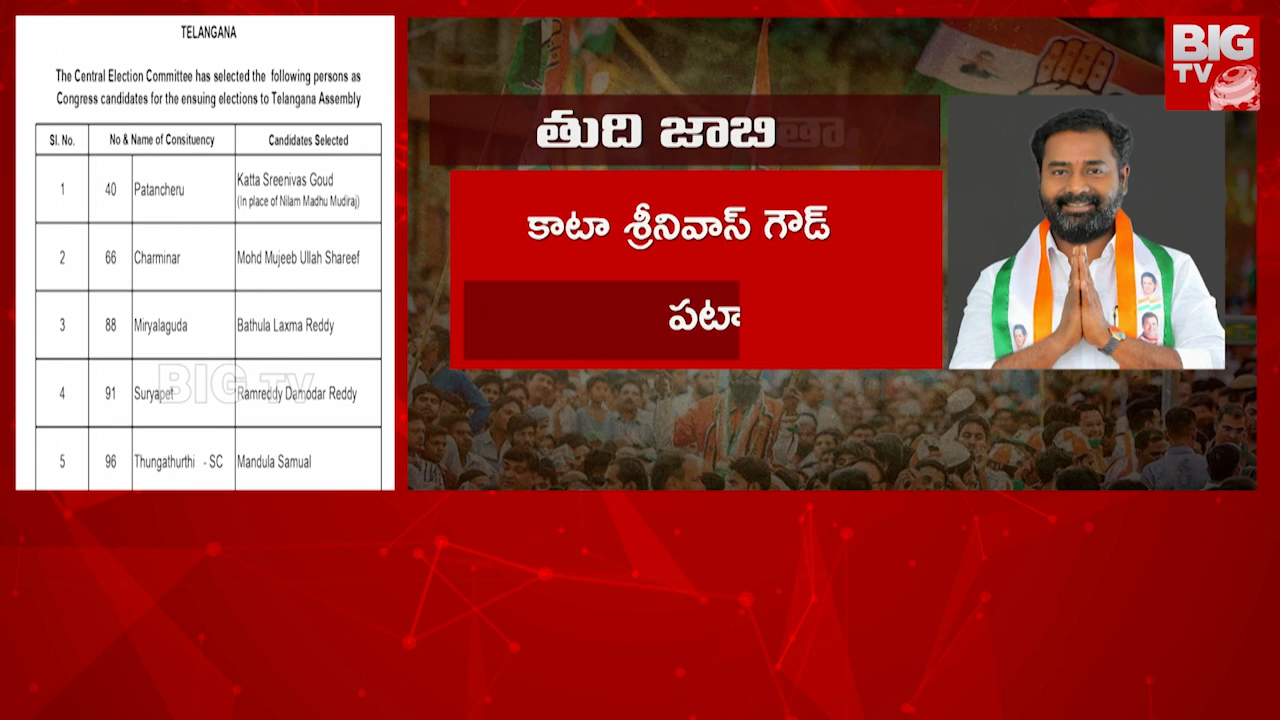 TELANGANA
The Central Election Committee has selected the following persons as
Congress candidates for the ensuing elections to Telangana Assembly
Sl. No. No & Name of Consituency Candidates Selected
1 40 Patancheru Katta Sreenivas Goud
(In place of Nilam Madhu Mudiraj)
2 66 Charminar Mohd Mujeeb Ullah Shareef
3 88 Miryalaguda Bathula Laxma Reddy
4 91 Suryapet Ramreddy Damodar Reddy
5 96 Thungathurthi - SC Mandula Samual
BIG TV
తుది జాబితా
కాటా శ్రీనివాస్ గౌడ్
పటా
BIG
TV